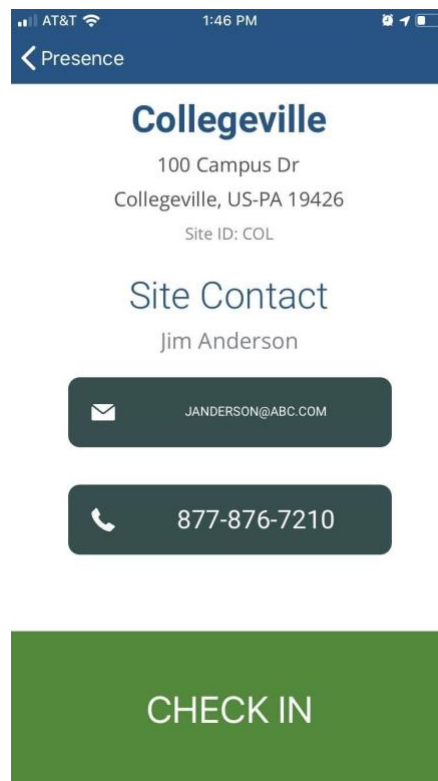 AT&T 1:46 PM
Presence
Collegeville
100 Campus Dr
Collegeville, US-PA 19426
Site ID: COL
Site Contact
Jim Anderson
JANDERSON@ABC.COM
877-876-7210
CHECK IN